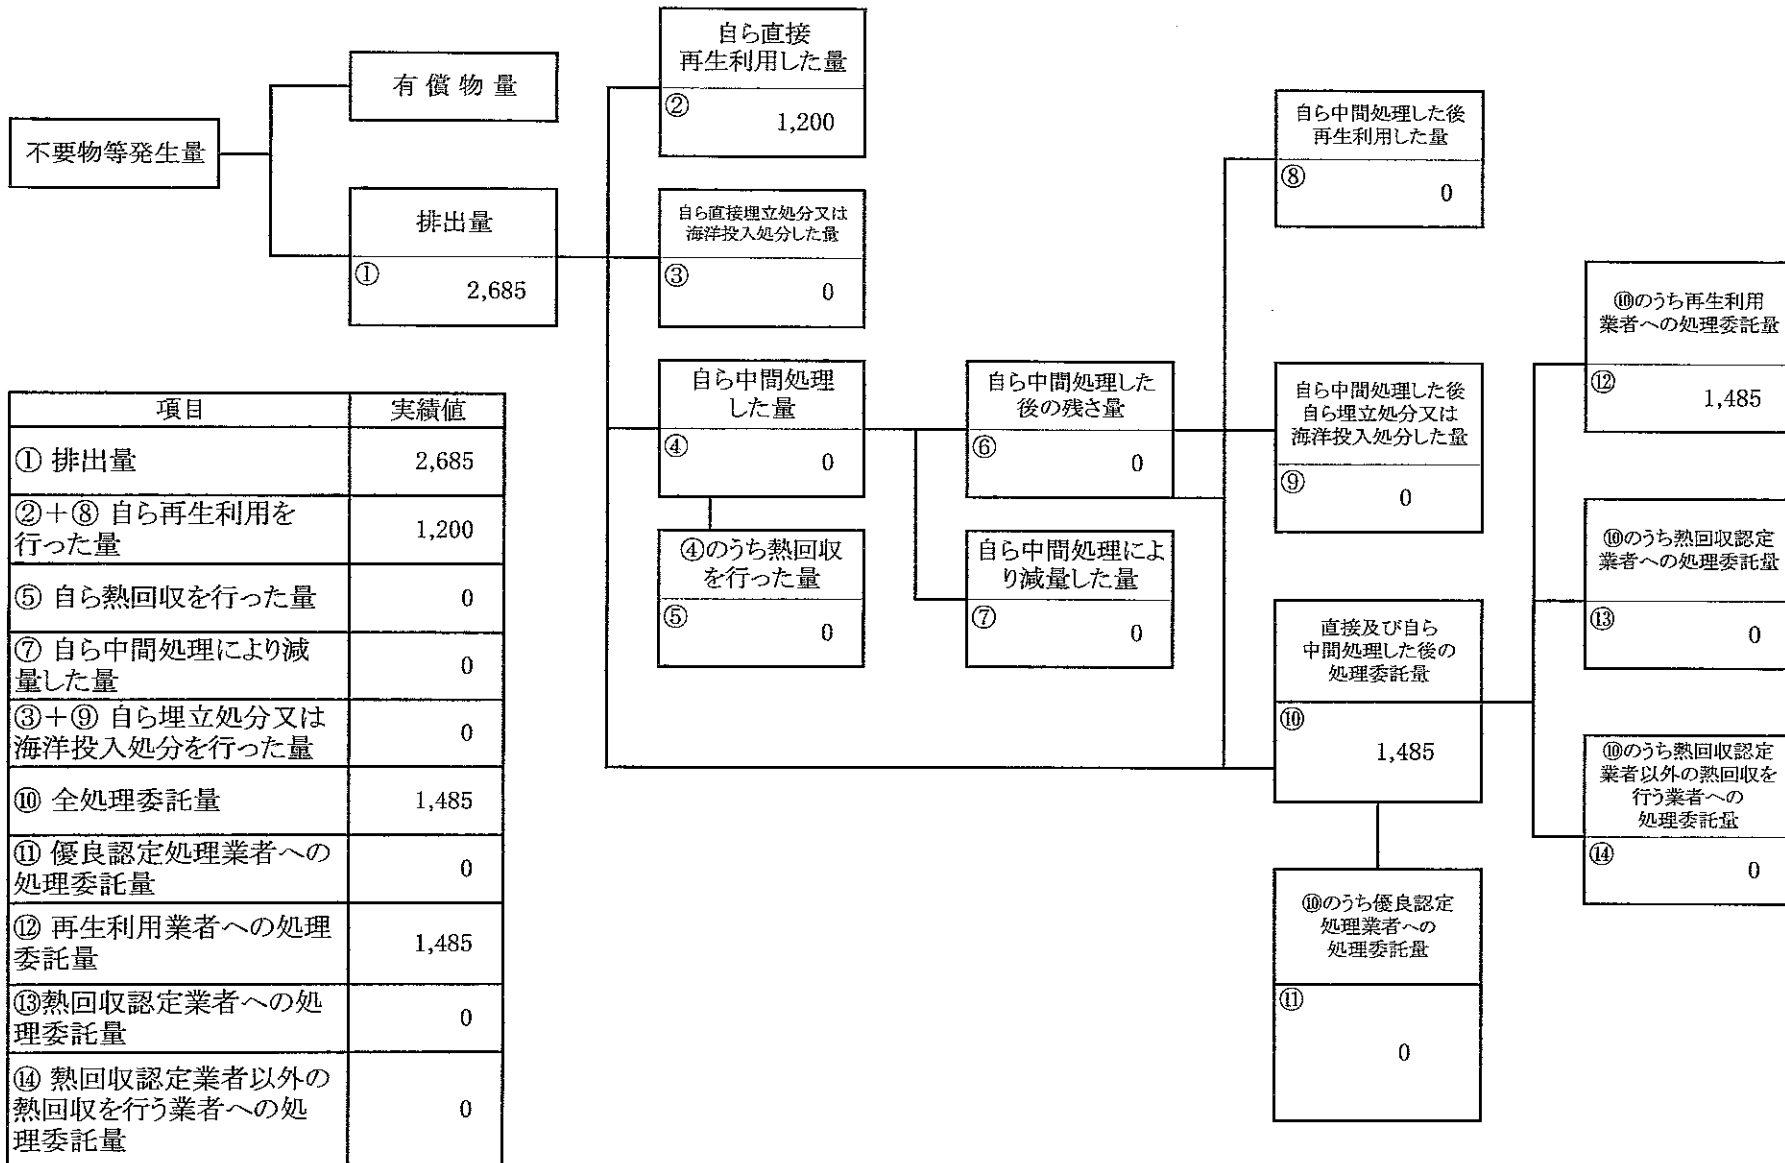 不要物等発生量
有償物量
排出量
①
2,685
自ら直接
再生利用した量
②
1,200
自ら直接埋立処分又は
海洋投入処分した量
③
0
自ら中間処理
した量
④
0
④のうち熱回収
を行った量
⑤
0
自ら中間処理した
後の残さ量
⑥
0
自ら中間処理によ
り減量した量
⑦
0
自ら中間処理した後
再生利用した量
⑧
0
自ら中間処理した後
自ら埋立処分又は
海洋投入処分した量
⑨
0
直接及び自ら
中間処理した後の
処理委託量
⑩
1,485
⑩のうち優良認定
処理業者への
処理委託量
⑪
0
⑩のうち再生利用
業者への処理委託量
⑫
1,485
⑩のうち熱回収認定
業者への処理委託量
⑬
0
⑩のうち熱回収認定
業者以外の熱回収を
行う業者への
処理委託量
⑭
0
項目 実績値
① 排出量 2,685
②+⑧ 自ら再生利用を
行った量 1,200
⑤ 自ら熱回収を行った量 0
⑦ 自ら中間処理により減
量した量 0
③+⑨ 自ら埋立処分又は
海洋投入処分を行った量 0
⑩ 全処理委託量 1,485
⑪ 優良認定処理業者への
処理委託量 0
⑫ 再生利用業者への処理
委託量 1,485
⑬熱回収認定業者への処
理委託量 0
⑭ 熱回収認定業者以外の
熱回収を行う業者への処
理委託量 0